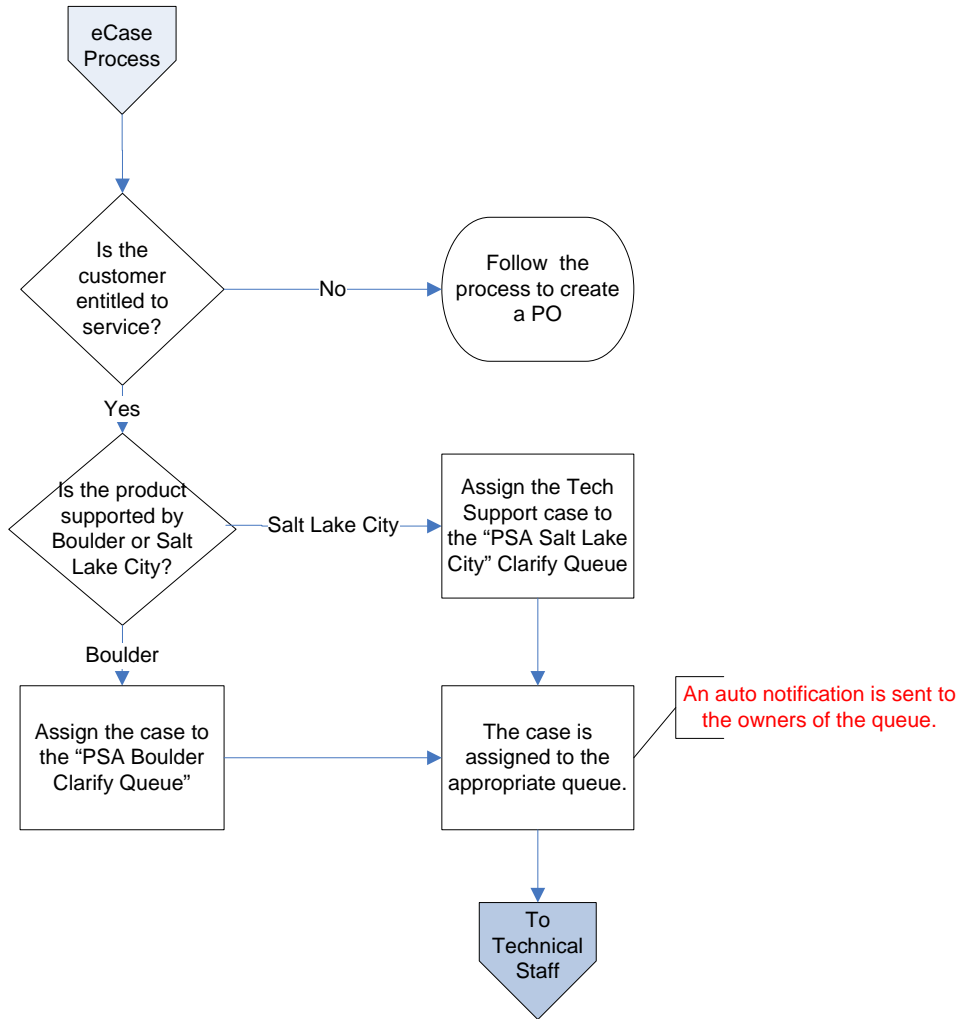 eCase
Process
Is the
customer
entitled to
service?
No
Follow the
process to create
a PO
Yes
Is the product
supported by
Boulder or Salt
Lake City?
Salt Lake City
Assign the Tech
Support case to
the “PSA Salt Lake
City” Clarify Queue
Boulder
Assign the case to
the “PSA Boulder
Clarify Queue”
The case is
assigned to the
appropriate queue.
An auto notification is sent to
the owners of the queue.
To
Technical
Staff